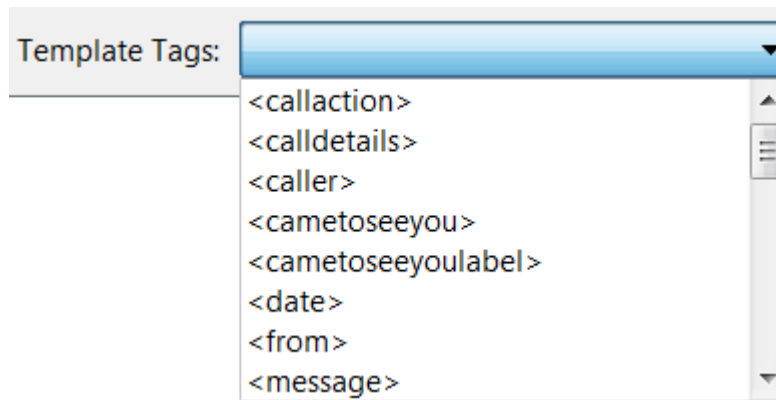 Template Tags:
<callaction>
<calldetails>
<caller>
<cametoseeyou>
<cametoseeyoulabel>
<date>
<from>
<message>